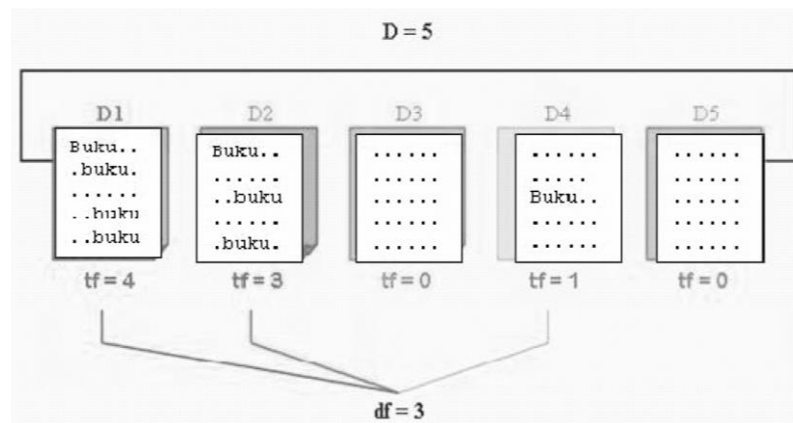 D = 5
D1 D2 D3 D4 D5
Buku..
.buku.
......
..buku
..buku
Buku..
......
..buku
......
.buku.
......
......
......
......
......
......
......
Buku..
......
......
......
......
......
......
......
tf = 4 tf = 3 tf = 0 tf = 1 tf = 0
df = 3